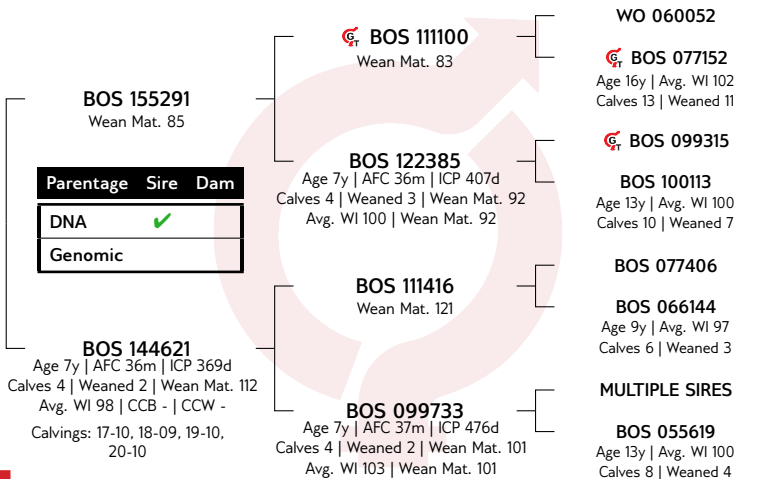 BOS 155291
Wean Mat. 85
Parentage Sire Dam
DNA ✔
Genomic
BOS 144621
Age 7y | AFC 36m | ICP 369d
Calves 4 | Weaned 2 | Wean Mat. 112
Avg. WI 98 | CCB - | CCW -
Calvings: 17-10, 18-09, 19-10,
20-10
GT BOS 111100
Wean Mat. 83
BOS 122385
Age 7y | AFC 36m | ICP 407d
Calves 4 | Weaned 3 | Wean Mat. 92
Avg. WI 100 | Wean Mat. 92
BOS 111416
Wean Mat. 121
BOS 099733
Age 7y | AFC 37m | ICP 476d
Calves 4 | Weaned 2 | Wean Mat. 101
Avg. WI 103 | Wean Mat. 101
WO 060052
GT BOS 077152
Age 16y | Avg. WI 102
Calves 13 | Weaned 11
GT BOS 099315
BOS 100113
Age 13y | Avg. WI 100
Calves 10 | Weaned 7
BOS 077406
BOS 066144
Age 9y | Avg. WI 97
Calves 6 | Weaned 3
MULTIPLE SIRES
BOS 055619
Age 13y | Avg. WI 100
Calves 8 | Weaned 4